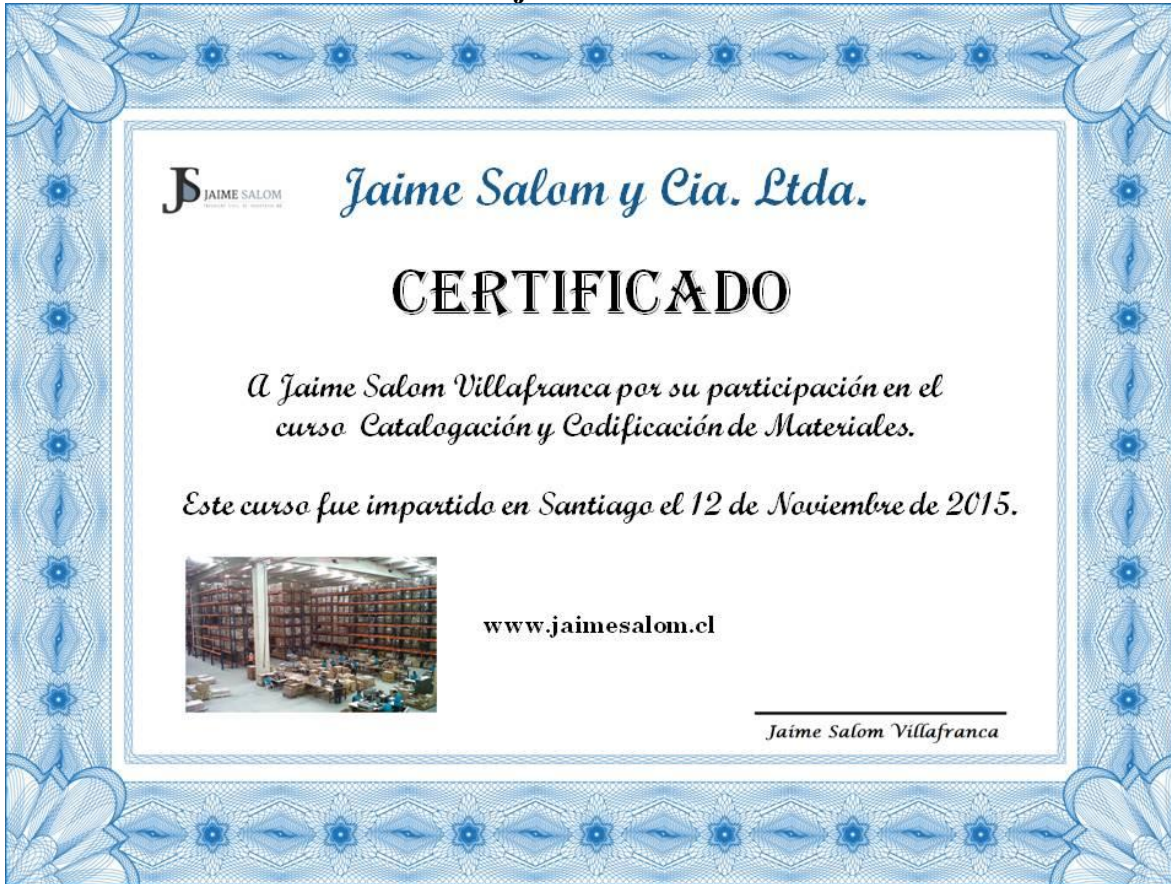 JS JAIME SALOM
Jaime Salom y Cia. Ltda.
CERTIFICADO
A Jaime Salom Villafranca por su participación en el
curso Catalogación y Codificación de Materiales.
Este curso fue impartido en Santiago el 12 de Noviembre de 2015.
www.jaimesalom.cl
Jaime Salom Villafranca